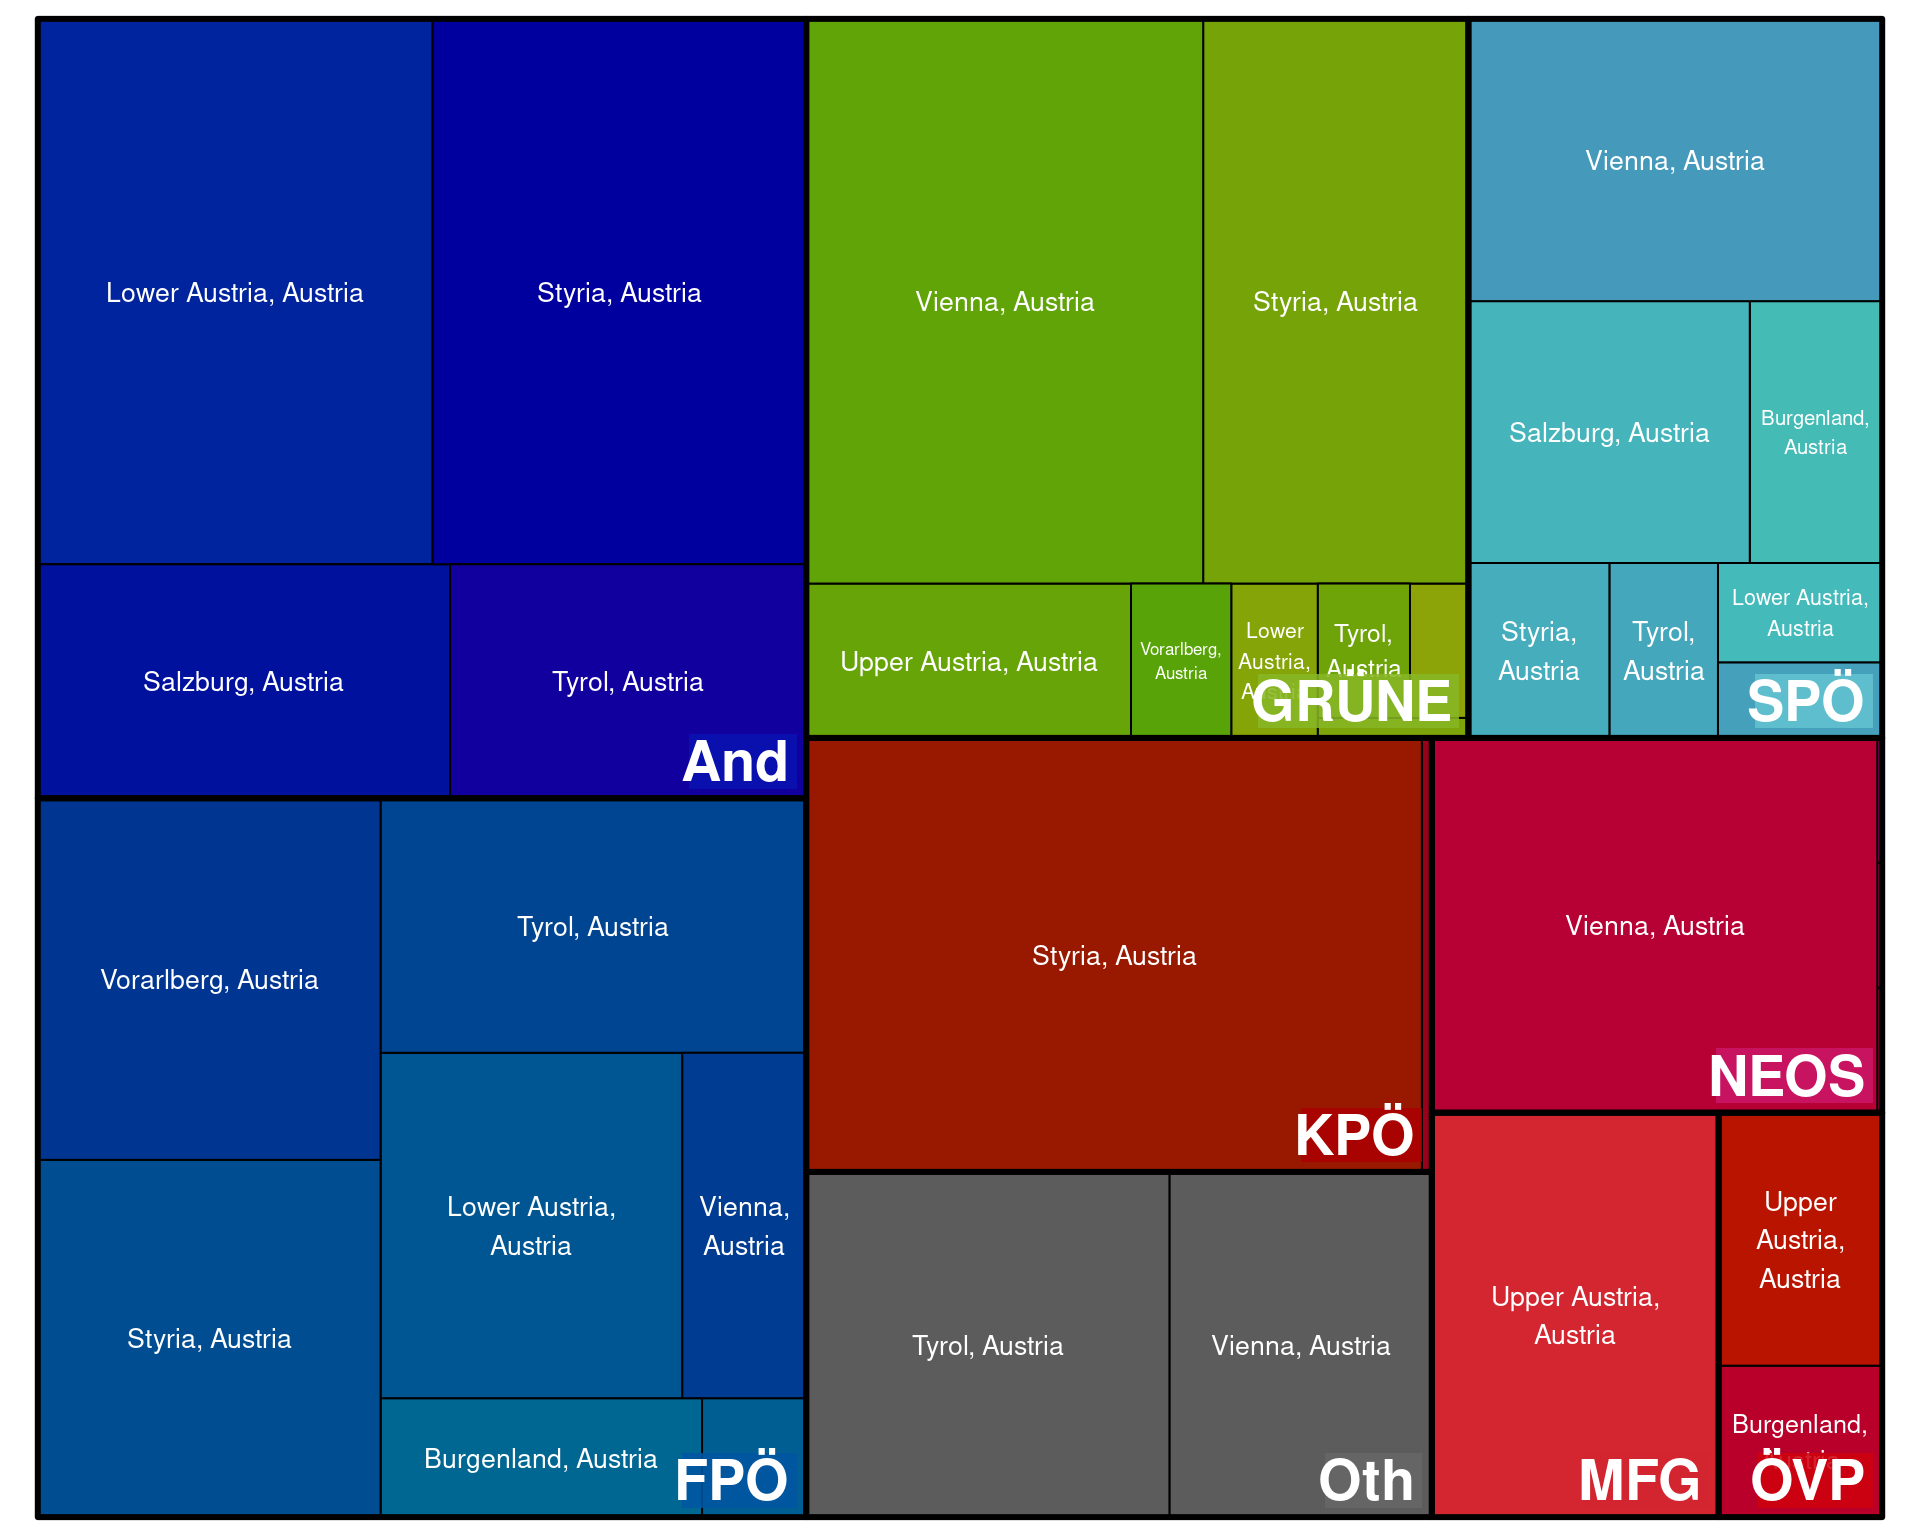 Lower Austria, Austria
Styria, Austria
Salzburg, Austria
Tyrol, Austria
And
Vorarlberg, Austria
Tyrol, Austria
Styria, Austria
Lower Austria,
Austria
Vienna,
Austria
Burgenland, Austria
FPÖ
Vienna, Austria
Styria, Austria
Upper Austria, Austria
Vorarlberg,
Austria
Lower
Austria,
Tyrol,
Austria
GRÜNE
Vienna, Austria
Salzburg, Austria
Burgenland,
Austria
Styria,
Austria
Tyrol,
Austria
Lower Austria,
Austria
SPÖ
Styria, Austria
KPÖ
Vienna, Austria
NEOS
Tyrol, Austria
Vienna, Austria
Oth
Upper Austria,
Austria
MFG
Upper
Austria,
Austria
Burgenland,
ÖVP